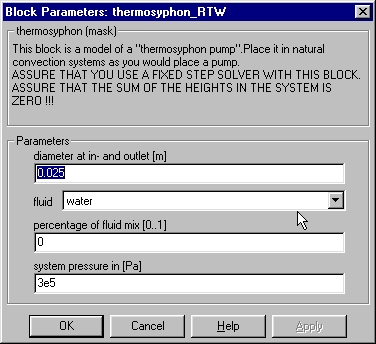 Block Parameters: thermosyphon_RTW
thermosyphon (mask)
This block is a model of a "thermosyphon pump".Place it in natural
convection systems as you would place a pump.
ASSURE THAT YOU USE A FIXED STEP SOLVER WITH THIS BLOCK.
ASSURE THAT THE SUM OF THE HEIGHTS IN THE SYSTEM IS
ZERO !!!
Parameters
diameter at in- and outlet [m]
0.025
fluid water
percentage of fluid mix [0..1]
0
system pressure in [Pa]
3e5
OK Cancel Help Apply